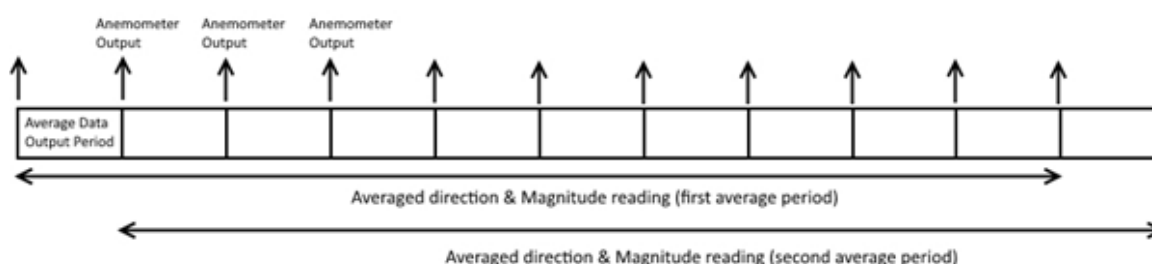 Anemometer
Output
Anemometer
Output
Anemometer
Output
Average Data
Output Period
Averaged direction & Magnitude reading (first average period)
Averaged direction & Magnitude reading (second average period)